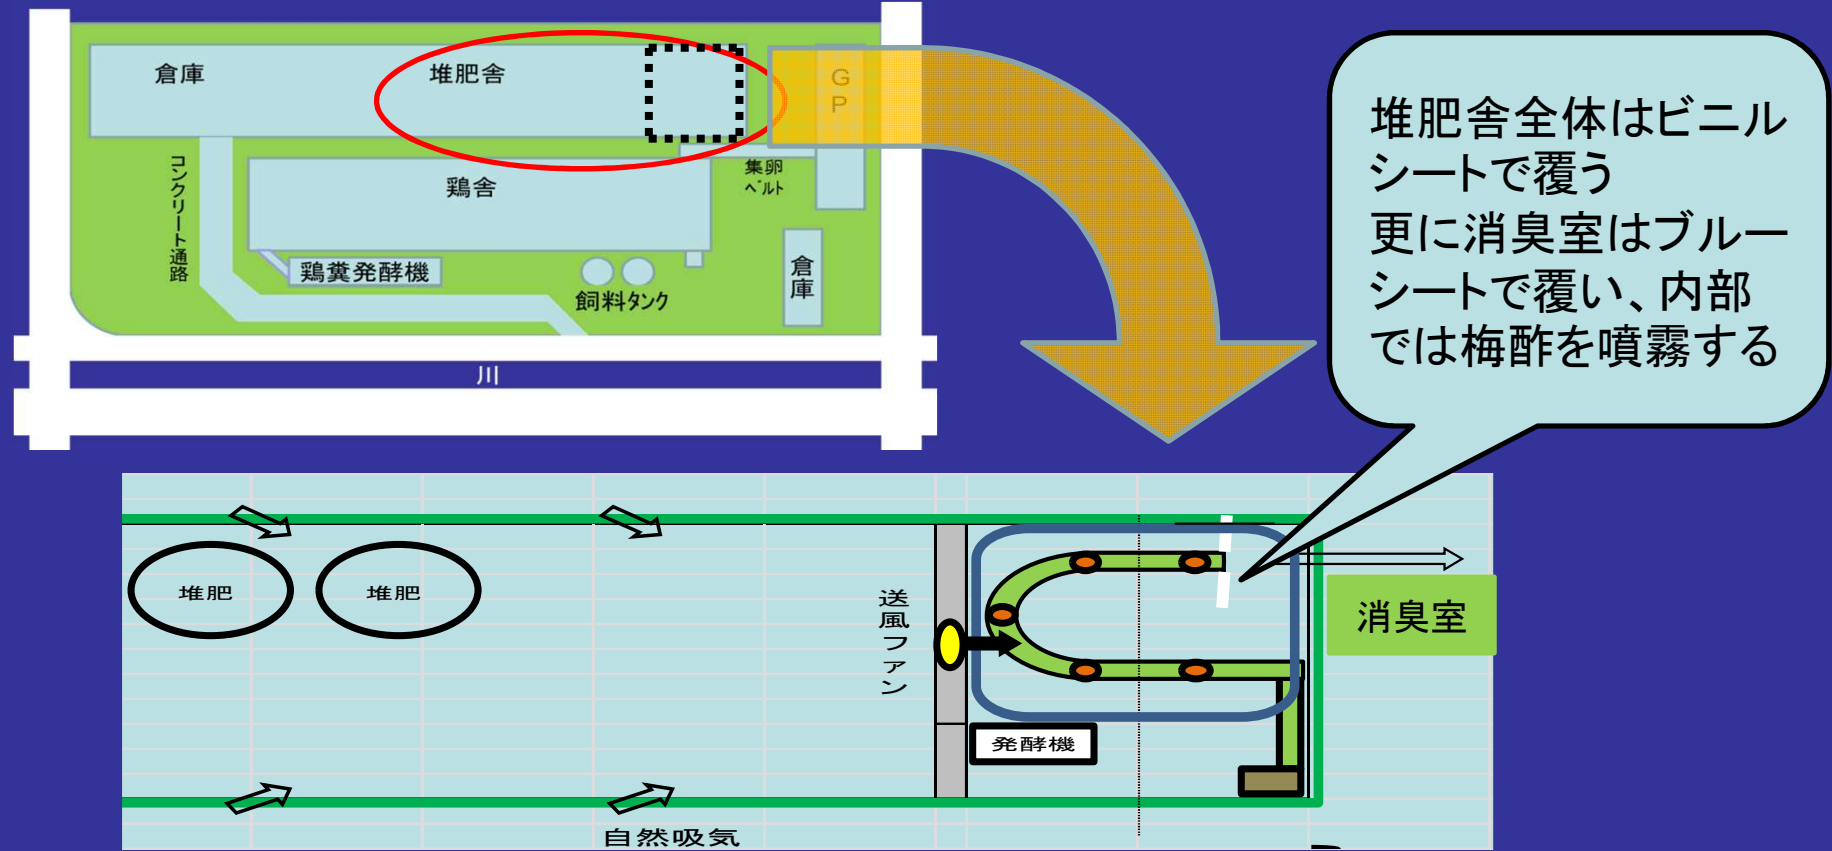 倉庫
堆肥舎
G
P
コンクリート通路
鶏舎
集卵
ベルト
鶏糞発酵機
飼料タンク
倉
庫
川
堆肥舎全体はビニル
シートで覆う
更に消臭室はブルー
シートで覆い、内部
では梅酢を噴霧する
堆肥
堆肥
送風ファン
消臭室
発酵機
自然吸気